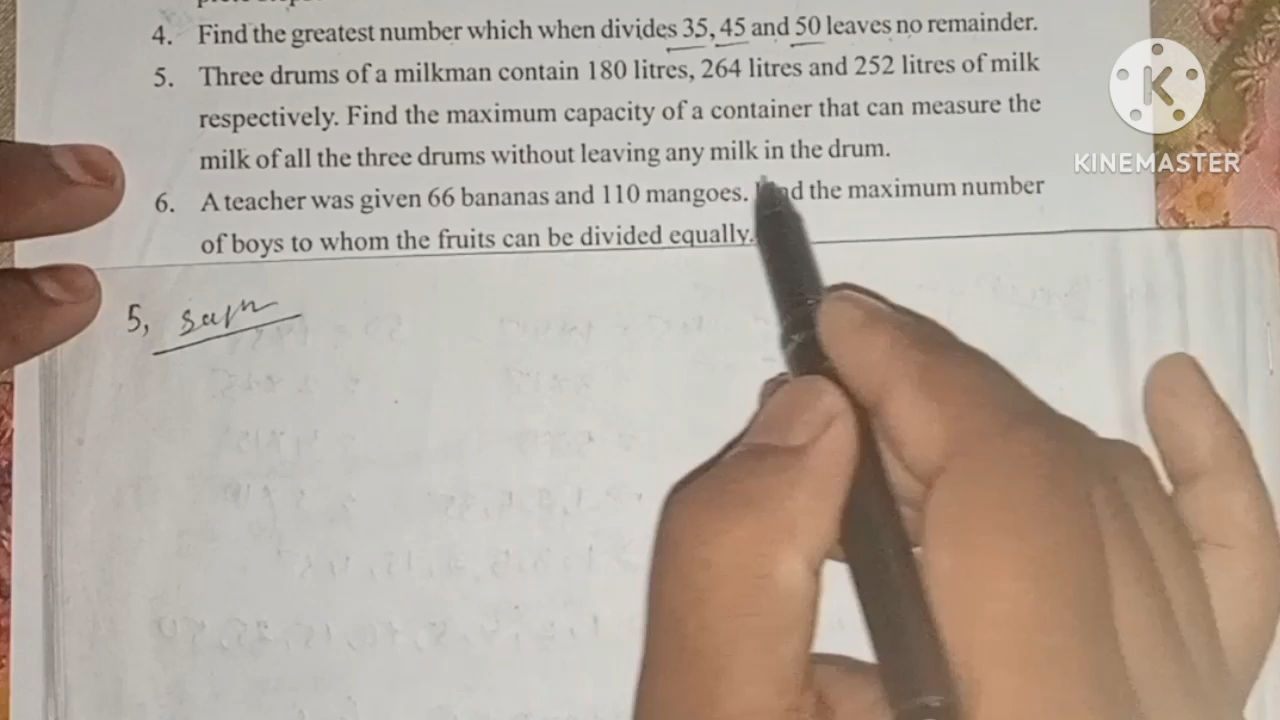 4. Find the greatest number which when divides 35, 45 and 50 leaves no remainder.
5. Three drums of a milkman contain 180 litres, 264 litres and 252 litres of milk
respectively. Find the maximum capacity of a container that can measure the
milk of all the three drums without leaving any milk in the drum.
6. A teacher was given 66 bananas and 110 mangoes. Find the maximum number
of boys to whom the fruits can be divided equally.
5,
K
KINEMASTER